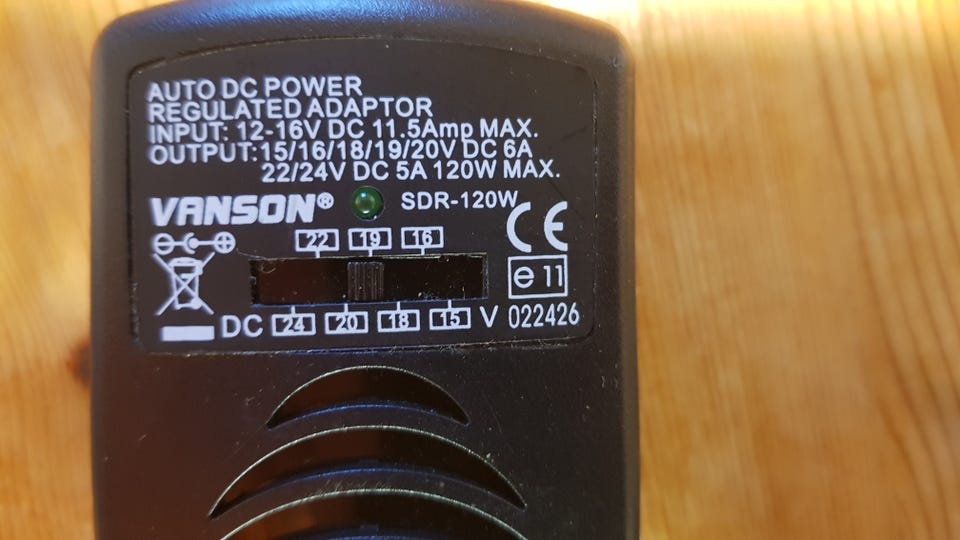 AUTO DC POWER
REGULATED ADAPTOR
INPUT: 12-16V DC 11.5Amp MAX.
OUTPUT:15/16/18/19/20V DC 6A
22/24V DC 5A 120W MAX.
VANSON® SDR-120W
CE
22 19 16
e 11
DC 24 20 18 15 V 022426